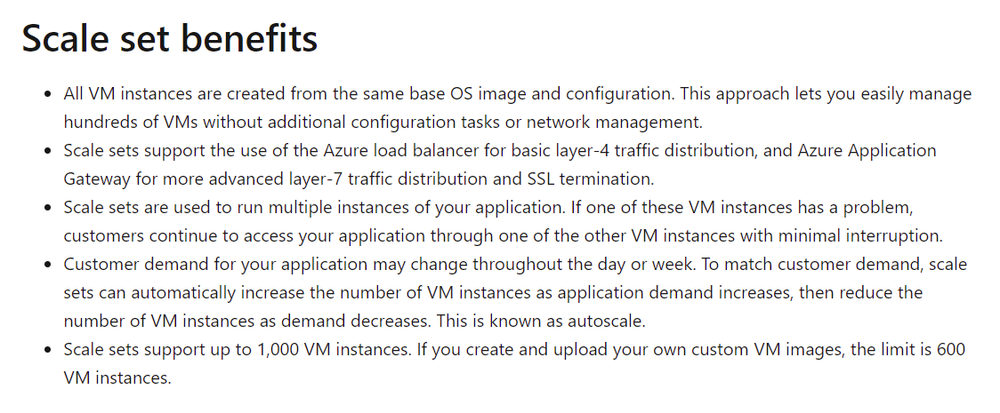 Scale set benefits
• All VM instances are created from the same base OS image and configuration. This approach lets you easily manage
hundreds of VMs without additional configuration tasks or network management.
• Scale sets support the use of the Azure load balancer for basic layer-4 traffic distribution, and Azure Application
Gateway for more advanced layer-7 traffic distribution and SSL termination.
• Scale sets are used to run multiple instances of your application. If one of these VM instances has a problem,
customers continue to access your application through one of the other VM instances with minimal interruption.
• Customer demand for your application may change throughout the day or week. To match customer demand, scale
sets can automatically increase the number of VM instances as application demand increases, then reduce the
number of VM instances as demand decreases. This is known as autoscale.
• Scale sets support up to 1,000 VM instances. If you create and upload your own custom VM images, the limit is 600
VM instances.